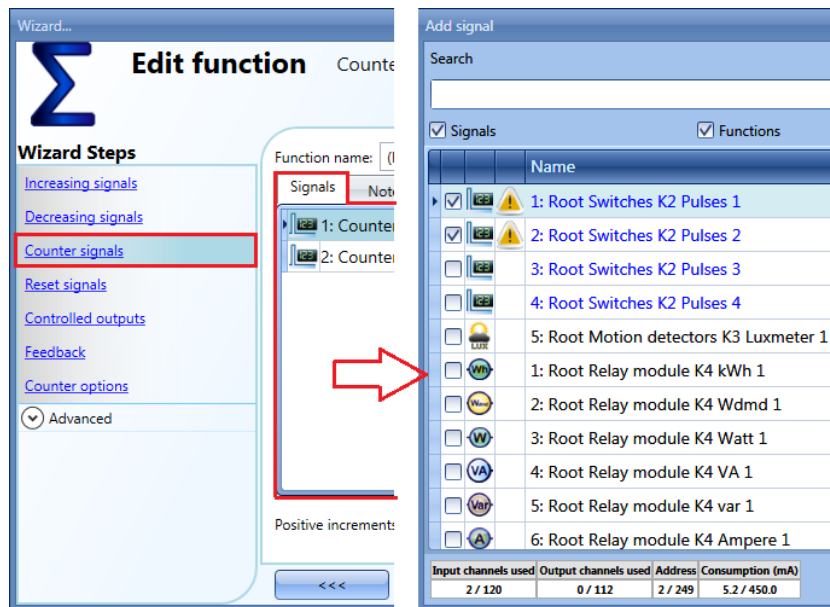 Wizard...
Edit function
Counte
Wizard Steps
Increasing signals
Decreasing signals
Counter signals
Reset signals
Controlled outputs
Feedback
Counter options
Advanced
Function name:
Signals
Note
1: Counter
2: Counter
Positive increments
<<<
Add signal
Search
Signals
Functions
Name
1: Root Switches K2 Pulses 1
2: Root Switches K2 Pulses 2
3: Root Switches K2 Pulses 3
4: Root Switches K2 Pulses 4
LUX
5: Root Motion detectors K3 Luxmeter 1
Wh
1: Root Relay module K4 kWh 1
2: Root Relay module K4 Wdmd 1
W
3: Root Relay module K4 Watt 1
VA
4: Root Relay module K4 VA 1
Var
5: Root Relay module K4 var 1
A
6: Root Relay module K4 Ampere 1
Input channels used Output channels used Address Consumption (mA)
2 / 120 0 / 112 2 / 249 5.2 / 450.0